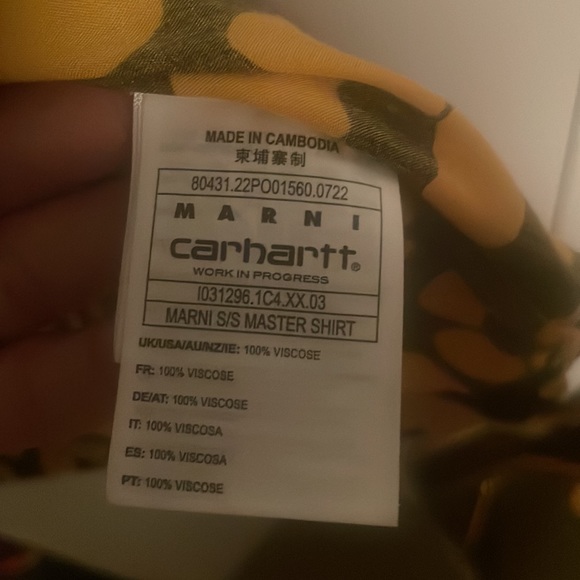 MADE IN CAMBODIA
柬埔寨制
80431.22PO01560.0722
MARNI
carhartt®
WORK IN PROGRESS
I031296.1C4.XX.03
MARNI S/S MASTER SHIRT
UK/USA/AU/NZ/IE: 100% VISCOSE
FR: 100% VISCOSE
DE/AT: 100% VISCOSE
IT: 100% VISCOSA
ES: 100% VISCOSA
PT: 100% VISCOSE